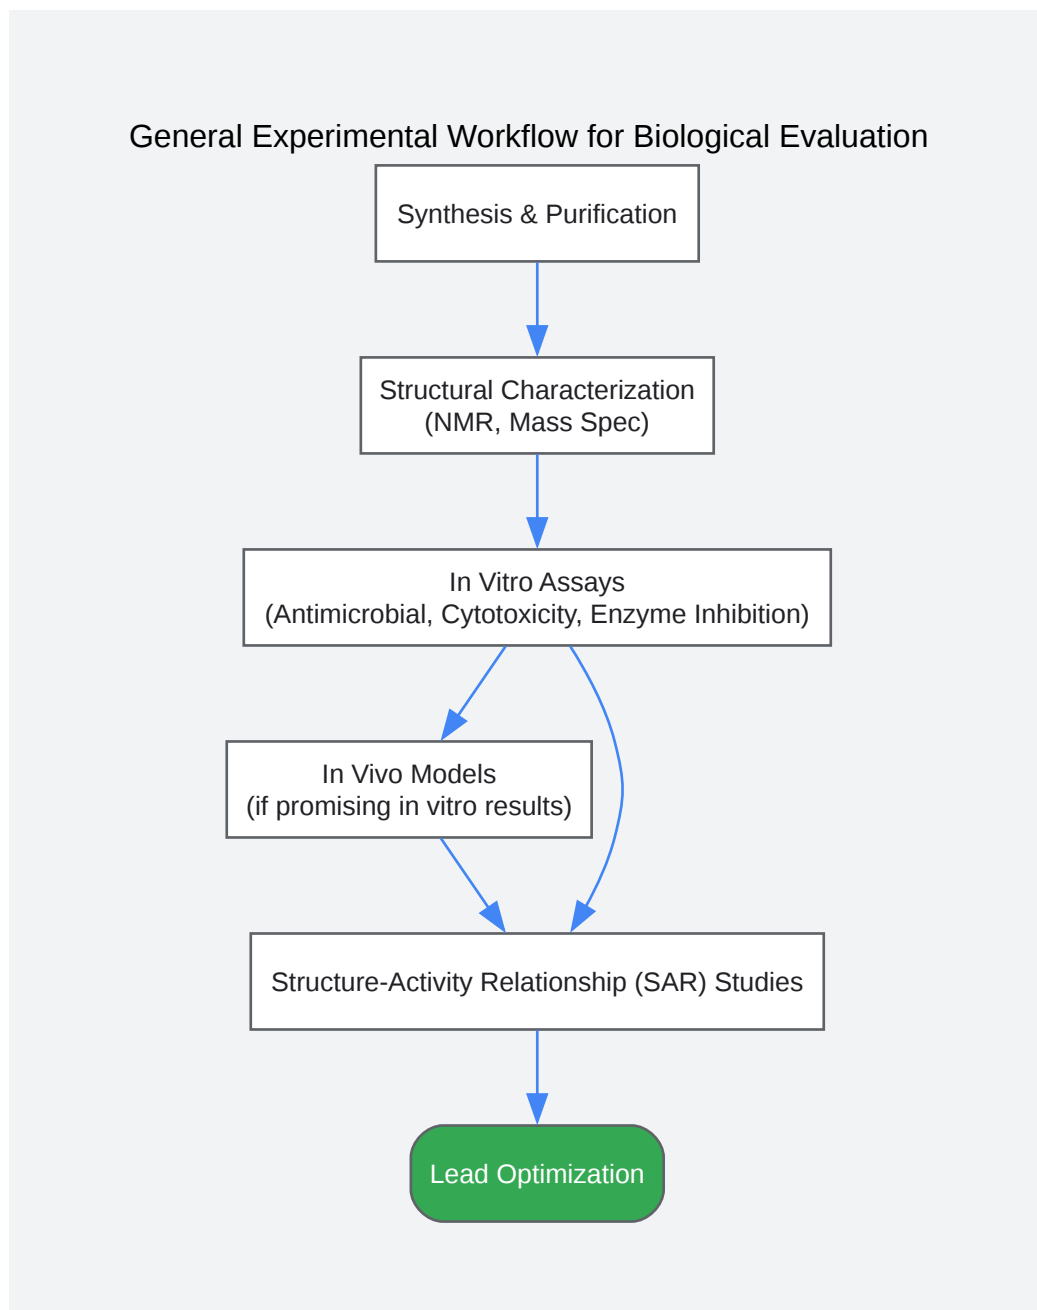 General Experimental Workflow for Biological Evaluation
Synthesis & Purification
Structural Characterization
(NMR, Mass Spec)
In Vitro Assays
(Antimicrobial, Cytotoxicity, Enzyme Inhibition)
In Vivo Models
(if promising in vitro results)
Structure-Activity Relationship (SAR) Studies
Lead Optimization